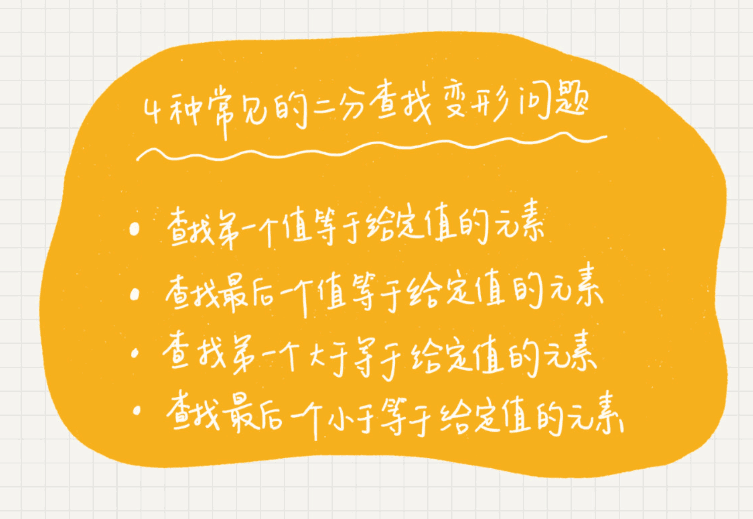 4种常见的二分查找变形问题
• 查找第一个值等于给定值的元素
• 查找最后一个值等于给定值的元素
• 查找第一个大于等于给定值的元素
• 查找最后一个小于等于给定值的元素